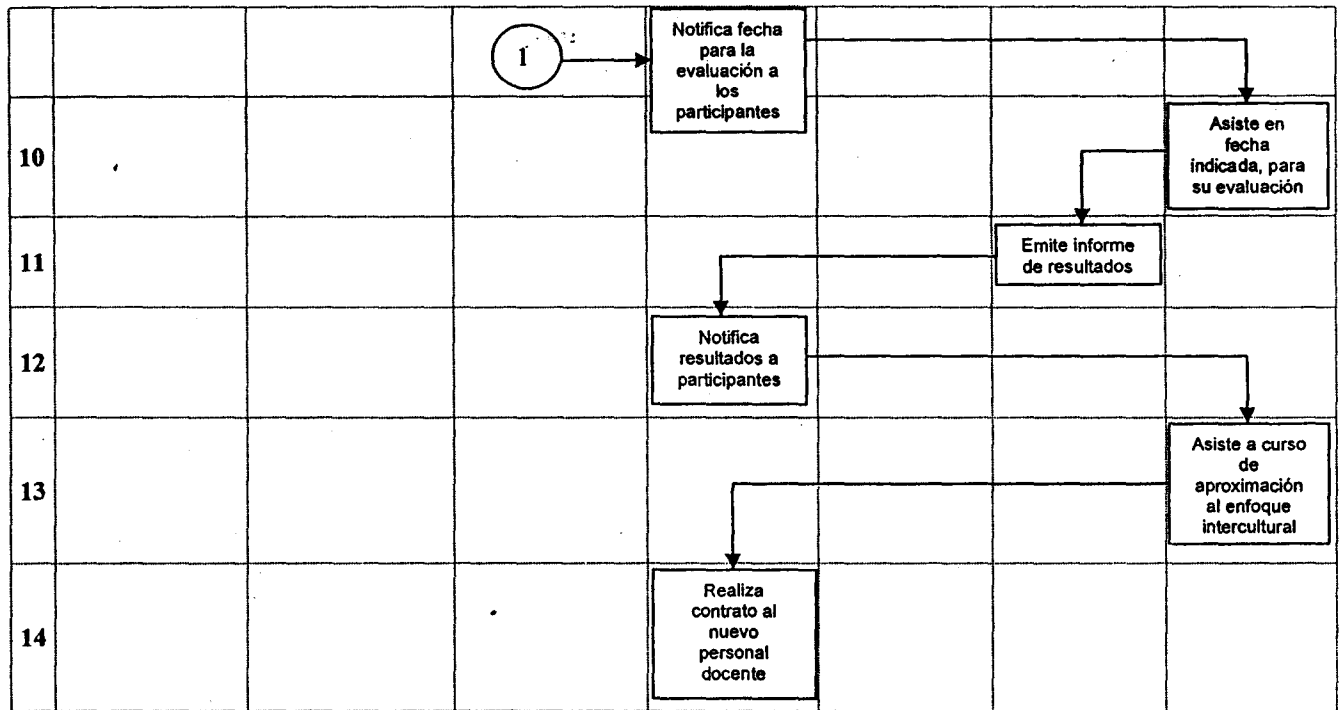 1
Notifica fecha
para la
evaluación a
los
participantes
10
Asiste en
fecha
indicada, para
su evaluación
11
Emite informe
de resultados
12
Notifica
resultados a
participantes
13
Asiste a curso
de
aproximación
al enfoque
intercultural
14
Realiza
contrato al
nuevo
personal
docente